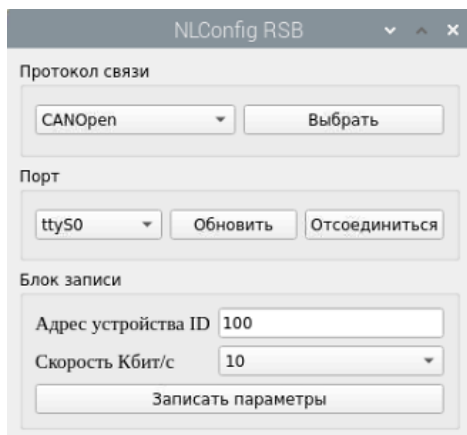 NLConfig RSB
Протокол связи
CANOpen Выбрать
Порт
ttyS0 Обновить Отсоединиться
Блок записи
Адрес устройства ID 100
Скорость Кбит/с 10
Записать параметры